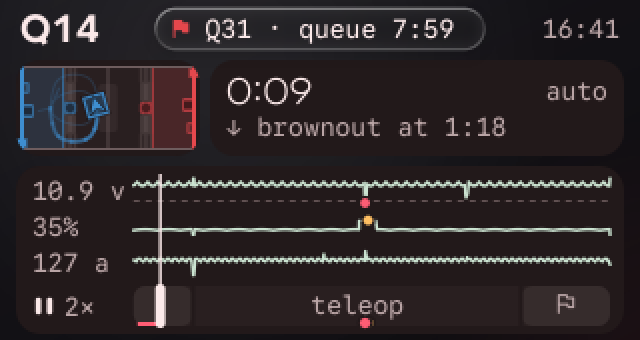 Q14
Q31 · queue 7:59
16:41
0:09
auto
↓ brownout at 1:18
10.9 v
35%
127 a
2×
teleop